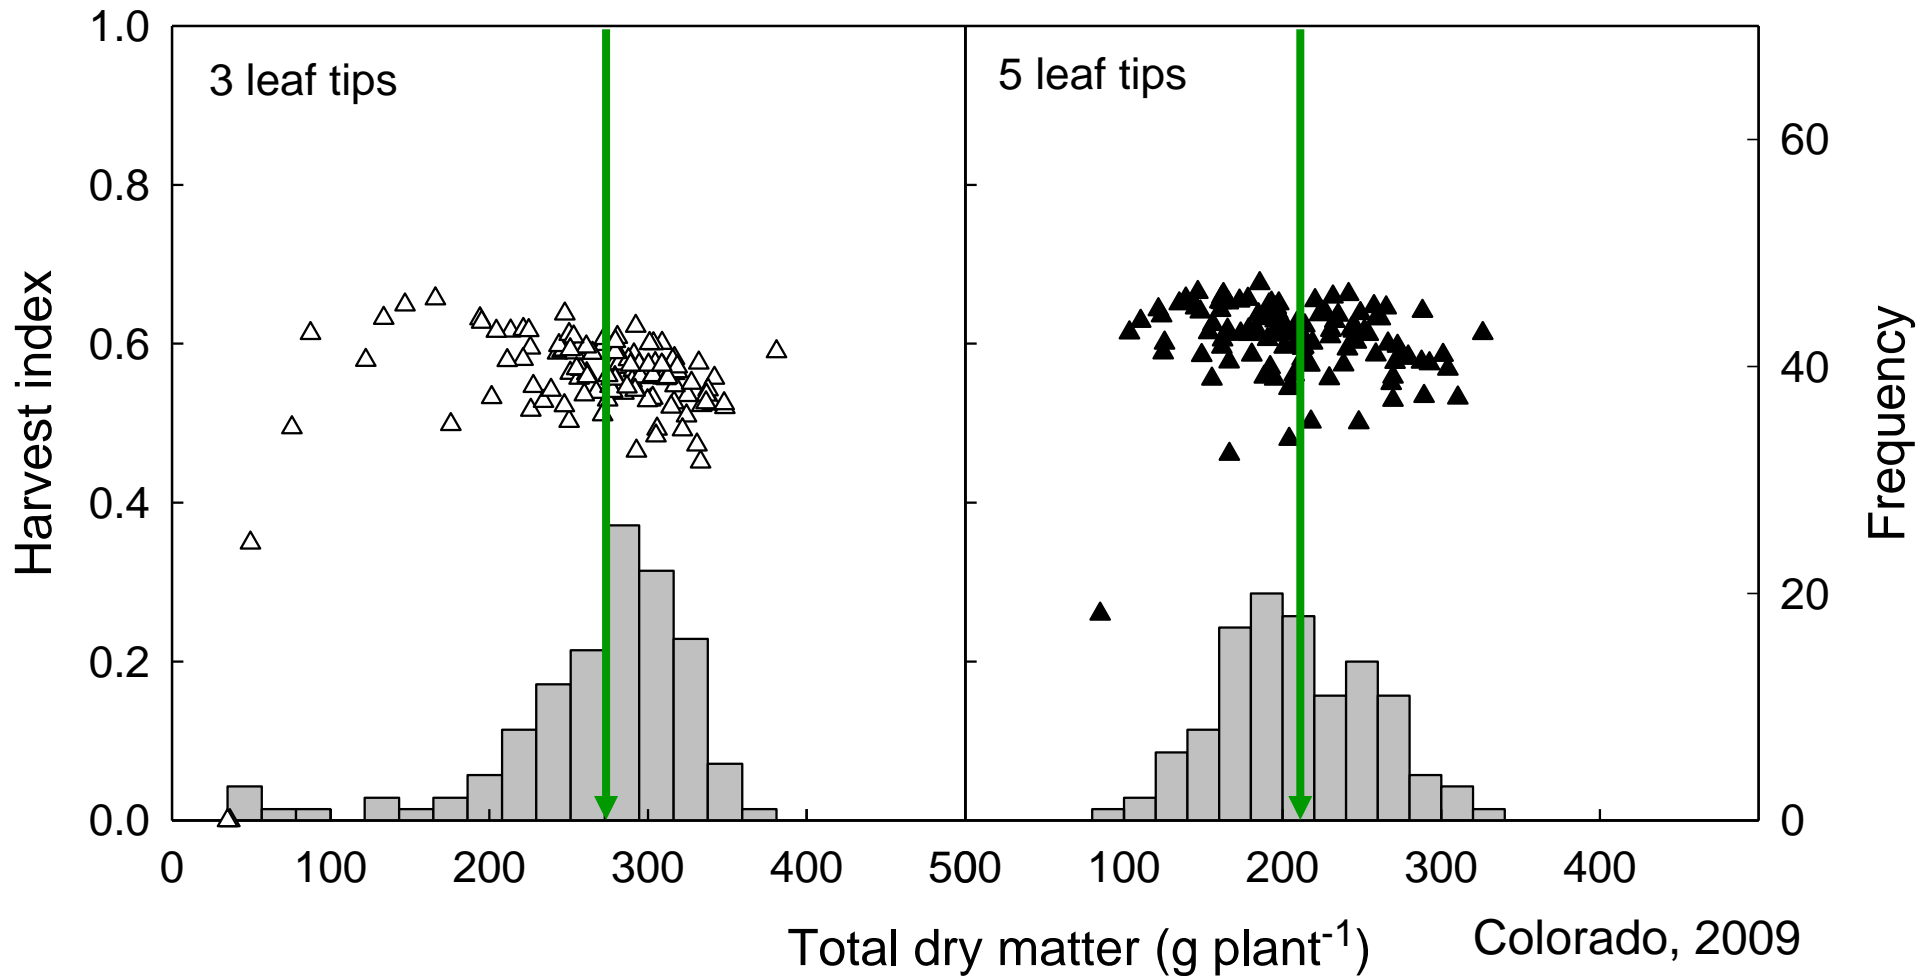 1.0
0.8
0.6
0.4
0.2
0.0
Harvest index
3 leaf tips
5 leaf tips
60
40
20
0
Frequency
0 100 200 300 400 500 100 200 300 400
Total dry matter (g plant-1)
Colorado, 2009